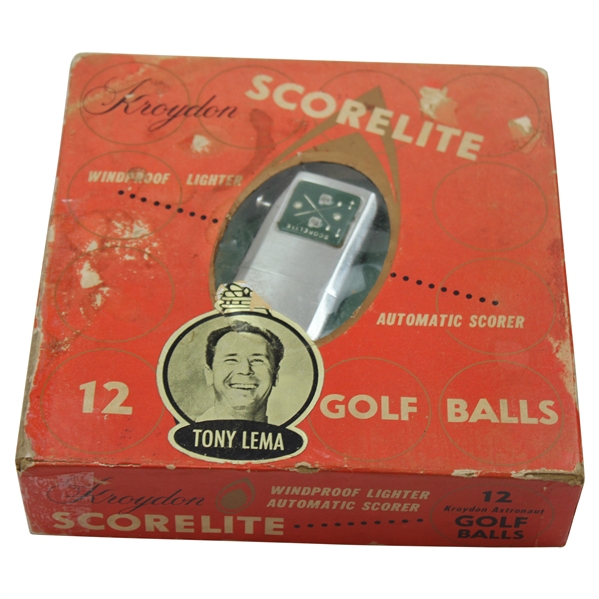 Kroydon SCORELITE
WINDPROOF LIGHTER
SCORELITE
AUTOMATIC SCORER
12 GOLF BALLS
TONY LEMA
Kroydon
SCORELITE
WINDPROOF LIGHTER
AUTOMATIC SCORER
12
Kroydon Astronaut
GOLF
BALLS